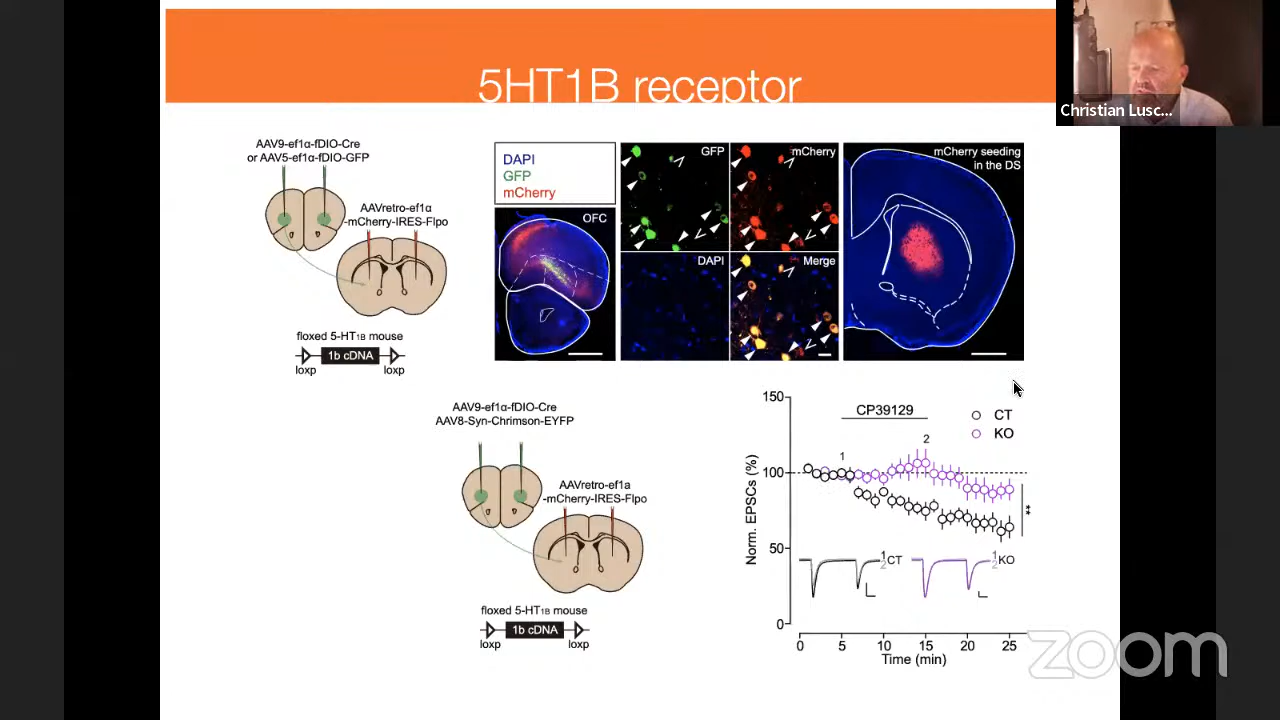 5HT1B receptor
Christian Lusc...
AAV9-ef1α-fDIO-Cre
or AAV5-ef1α-fDIO-GFP
AAVretro-ef1α
-mCherry-IRES-Flpo
floxed 5-HT1B mouse
1b cDNA
loxp
loxp
DAPI
GFP
mCherry
OFC
GFP
mCherry
DAPI
Merge
mCherry seeding
in the DS
AAV9-ef1α-fDIO-Cre
AAV8-Syn-Chrimson-EYFP
AAVretro-ef1a
-mCherry-IRES-Flpo
floxed 5-HT1B mouse
1b cDNA
loxp
loxp
CP39129
CT
KO
1
2
**
Norm. EPSCs (%)
150
100
50
0
1
2
CT
1
2
KO
0
5
10
15
20
25
Time (min)
zoom